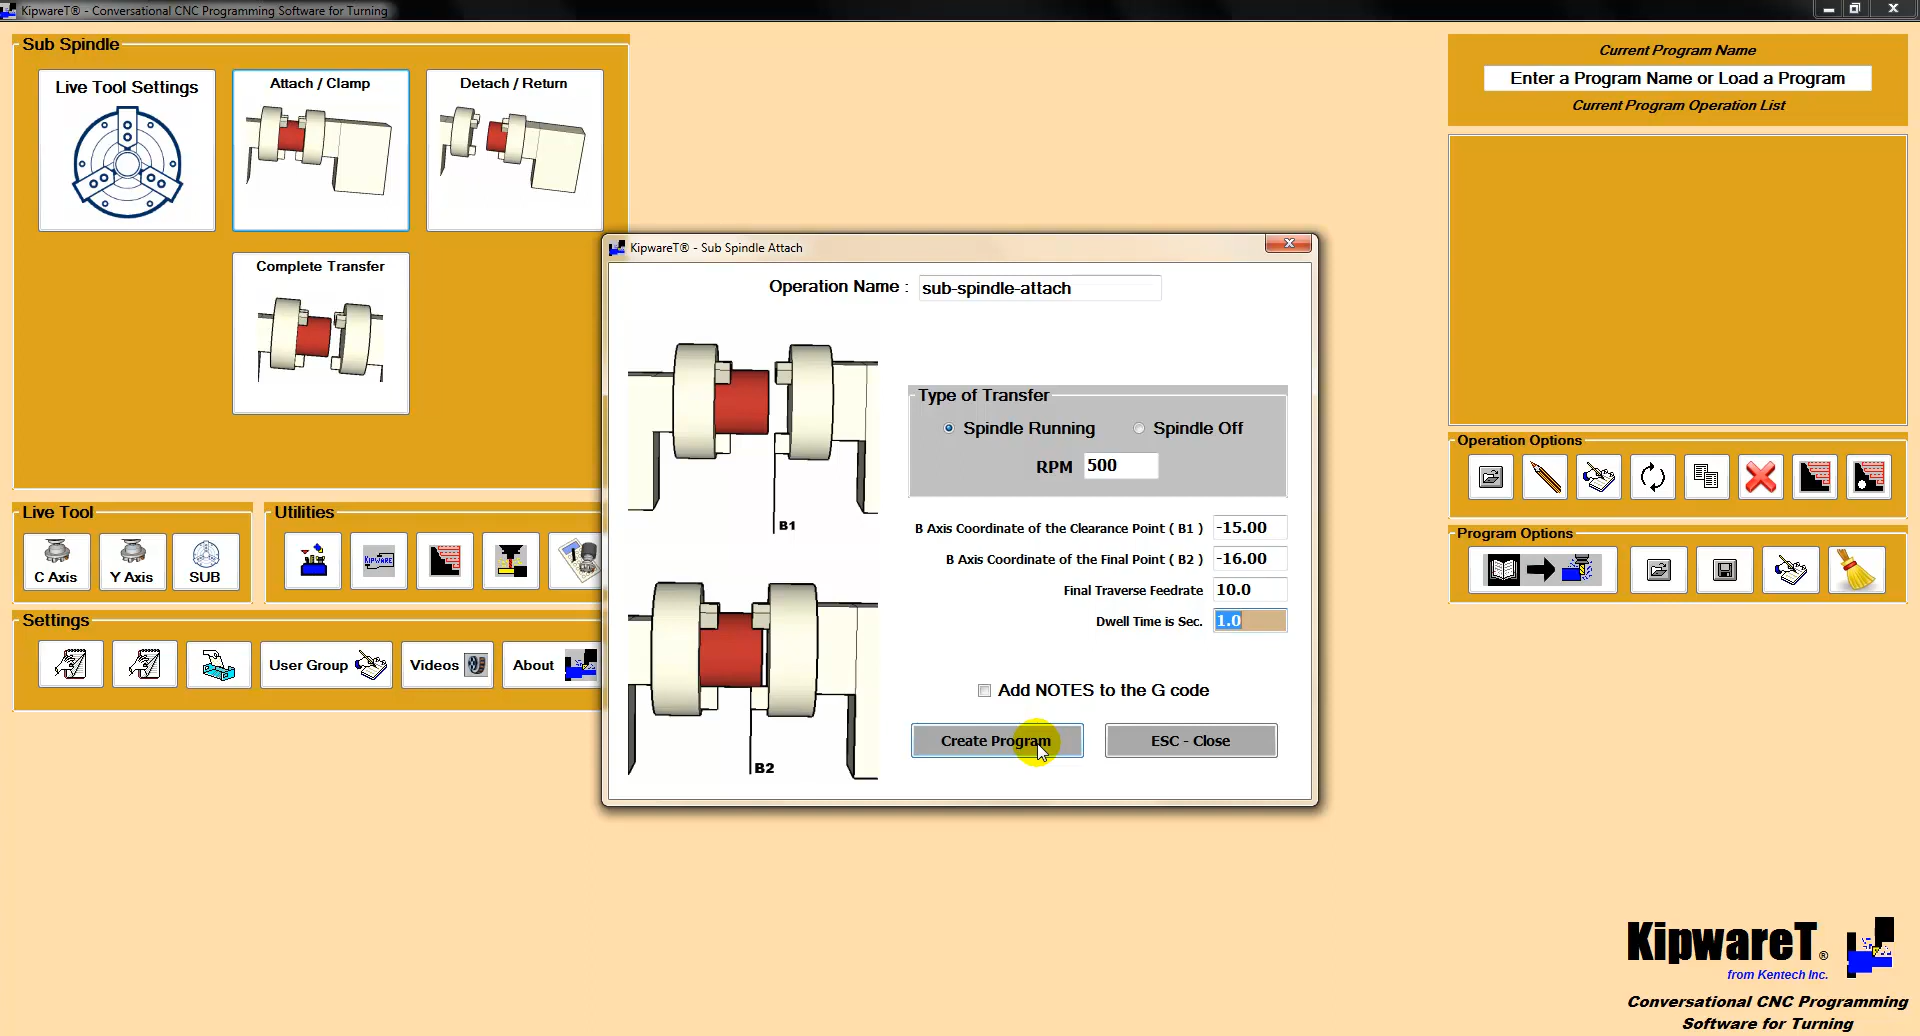 KipwareT® - Conversational CNC Programming Software for Turning
Sub Spindle
Live Tool Settings
Attach / Clamp
Detach / Return
Complete Transfer
Live Tool
C Axis
Y Axis
SUB
Utilities
KIPWARE
Settings
User Group
Videos
About
KipwareT® - Sub Spindle Attach
Operation Name :
sub-spindle-attach
B1
B2
Type of Transfer
Spindle Running
Spindle Off
RPM
500
B Axis Coordinate of the Clearance Point ( B1 )
-15.00
B Axis Coordinate of the Final Point ( B2 )
-16.00
Final Traverse Feedrate
10.0
Dwell Time is Sec.
1.0
Add NOTES to the G code
Create Program
ESC - Close
Current Program Name
Enter a Program Name or Load a Program
Current Program Operation List
Operation Options
Program Options
KipwareT®
from Kentech Inc.
Conversational CNC Programming
Software for Turning